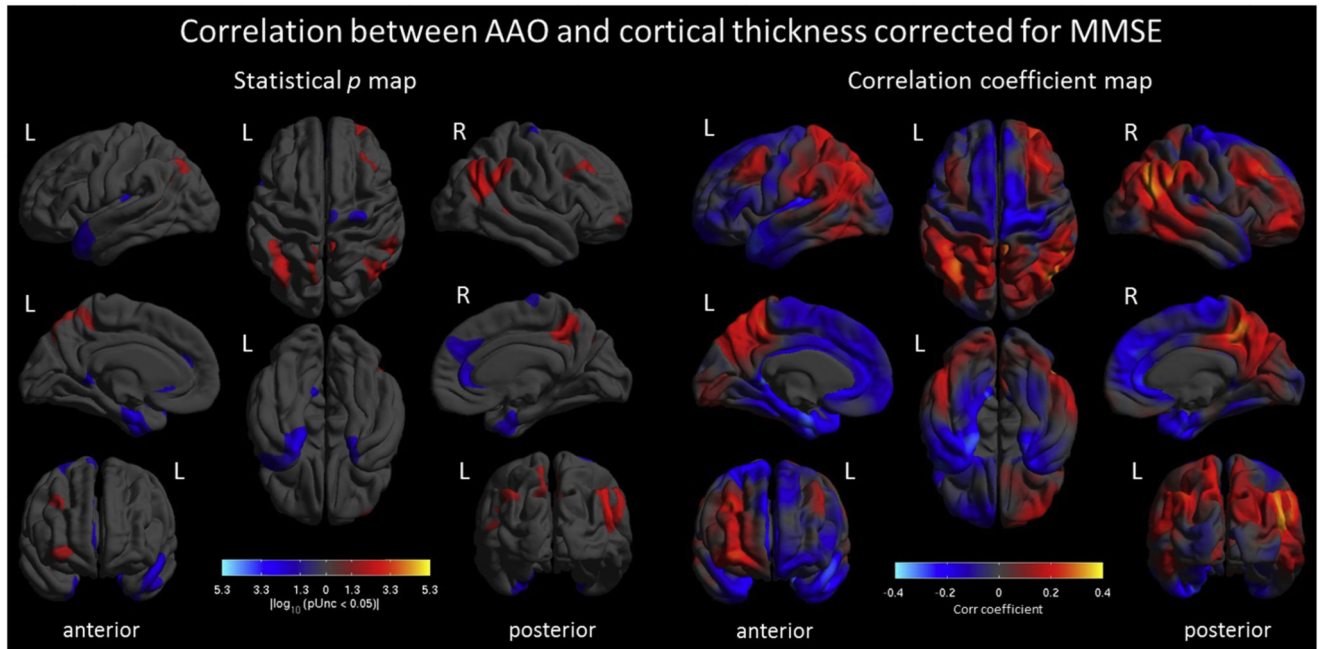 Correlation between AAO and cortical thickness corrected for MMSE
Statistical p map
Correlation coefficient map
L
L
R
L
L
R
L
L
R
L
L
R
L
L
L
L
5.3 3.3 1.3 0 1.3 3.3 5.3
|log10 (pUnc < 0.05)|
-0.4 -0.2 0 0.2 0.4
Corr coefficient
anterior
posterior
anterior
posterior